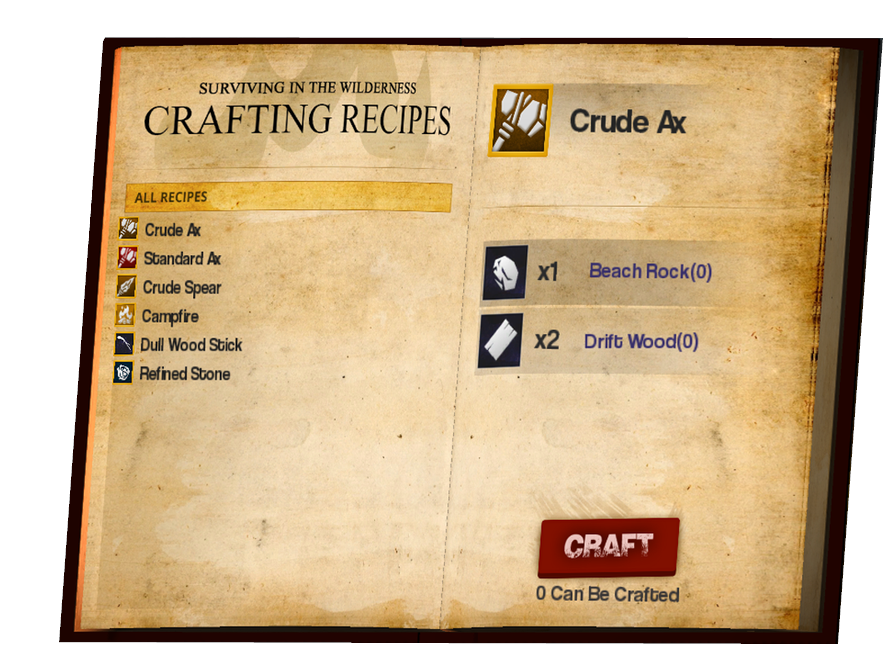 SURVIVING IN THE WILDERNESS
CRAFTING RECIPES
ALL RECIPES
Crude Ax
Standard Ax
Crude Spear
Campfire
Dull Wood Stick
Refined Stone
Crude Ax
x1 Beach Rock(0)
x2 Drift Wood(0)
CRAFT
0 Can Be Crafted